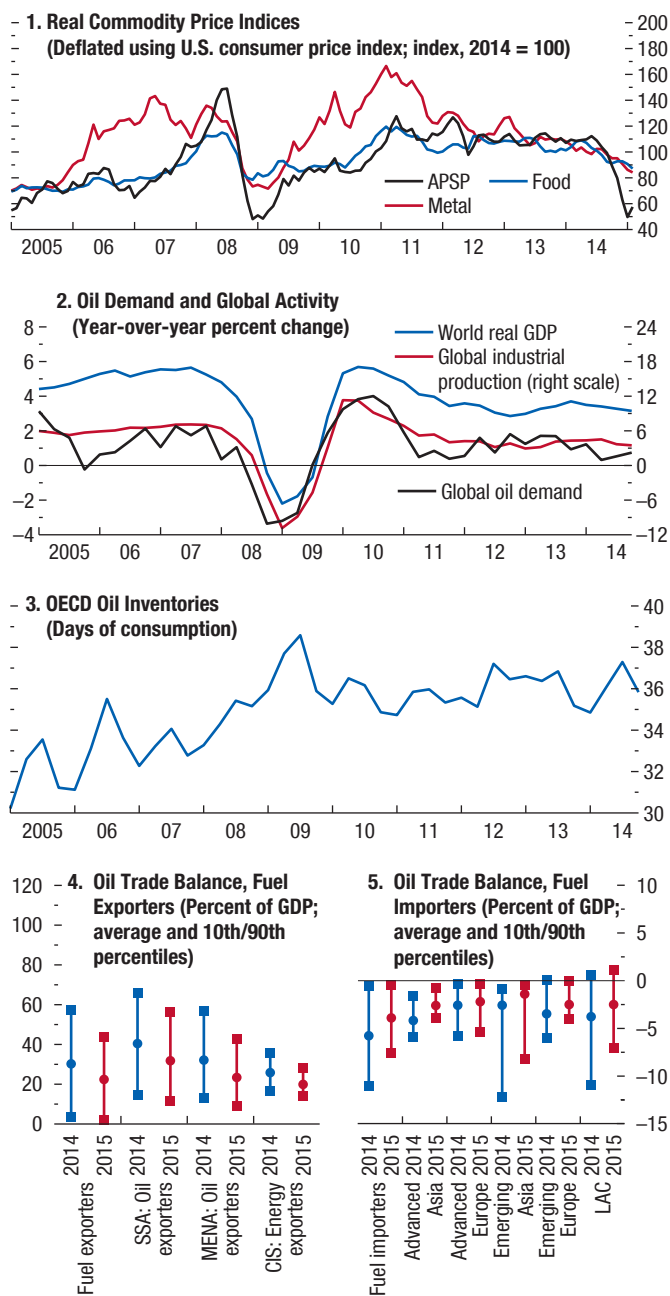 1. Real Commodity Price Indices
(Deflated using U.S. consumer price index; index, 2014 = 100)
200
180
160
140
120
100
80
60
40
APSP
Food
Metal
2005 06 07 08 09 10 11 12 13 14
2. Oil Demand and Global Activity
(Year-over-year percent change)
8
6
4
2
0
–2
–4
24
18
12
6
0
–6
–12
World real GDP
Global industrial
production (right scale)
Global oil demand
2005 06 07 08 09 10 11 12 13 14
3. OECD Oil Inventories
(Days of consumption)
40
38
36
34
32
30
2005 06 07 08 09 10 11 12 13 14
4. Oil Trade Balance, Fuel
Exporters (Percent of GDP;
average and 10th/90th
percentiles)
120
100
80
60
40
20
0
2014
2015
Fuel exporters
2014
2015
SSA: Oil
exporters
2014
2015
MENA: Oil
exporters
2014
2015
CIS: Energy
exporters
5. Oil Trade Balance, Fuel
Importers (Percent of GDP;
average and 10th/90th
percentiles)
10
5
0
–5
–10
–15
2014
2015
Fuel importers
2014
2015
Advanced
Asia
2014
2015
Advanced
Europe
2014
2015
Emerging
Asia
2014
2015
Emerging
Europe
2014
2015
LAC